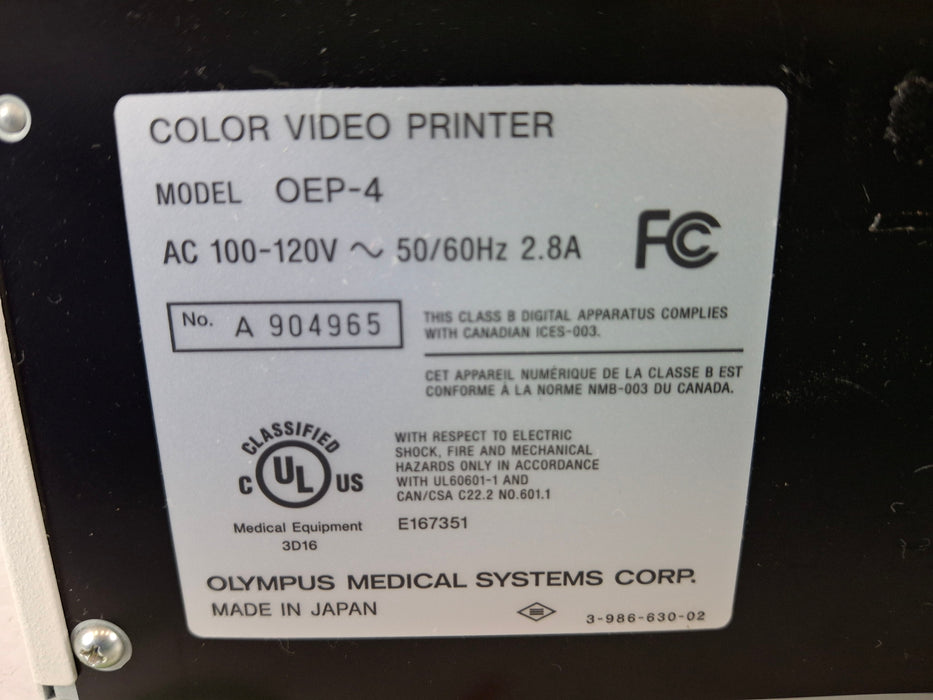 COLOR VIDEO PRINTER
MODEL OEP-4
AC 100-120V ~ 50/60Hz 2.8A
FC
No. A 904965
THIS CLASS B DIGITAL APPARATUS COMPLIES
WITH CANADIAN ICES-003.
CET APPAREIL NUMÉRIQUE DE LA CLASSE B EST
CONFORME À LA NORME NMB-003 DU CANADA.
CLASSIFIED
C UL US
Medical Equipment
3D16
WITH RESPECT TO ELECTRIC
SHOCK, FIRE AND MECHANICAL
HAZARDS ONLY IN ACCORDANCE
WITH UL60601-1 AND
CAN/CSA C22.2 NO.601.1
E167351
OLYMPUS MEDICAL SYSTEMS CORP.
MADE IN JAPAN
3-986-630-02